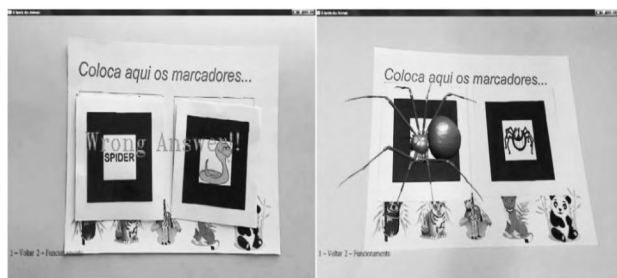 Coloca aqui os marcadores...
Wrong Answer!!
SPIDER
1 - Voltar 2 - Funcionamento
Coloca aqui os marcadores...
1 - Voltar 2 - Funcionamento